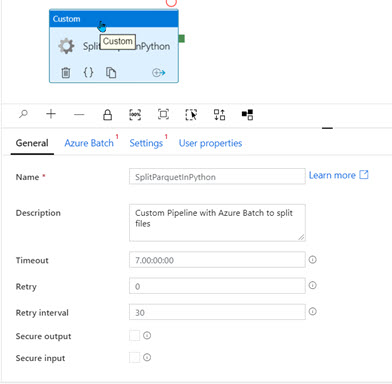 Custom
Custom
Split InPython
{}
100%
General
Azure Batch 1
Settings 1
User properties
Name *
SplitParquetInPython
Learn more
Description
Custom Pipeline with Azure Batch to split
files
Timeout
7.00:00:00
Retry
0
Retry interval
30
Secure output
Secure input